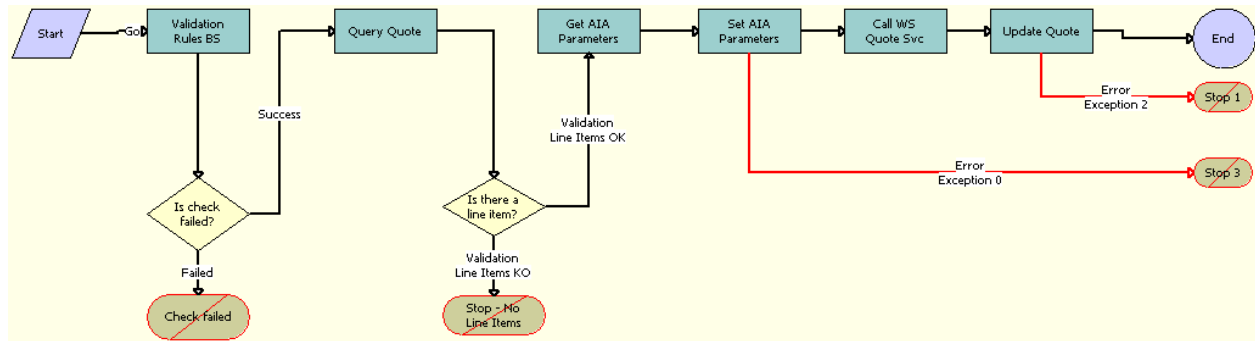 Start
Go
Validation
Rules BS
Query Quote
Get AIA
Parameters
Set AIA
Parameters
Call WS
Quote Svc
Update Quote
End
Error
Exception 2
Stop 1
Success
Validation
Line Items OK
Error
Exception 0
Stop 3
Is check
failed?
Is there a
line item?
Failed
Validation
Line Items KO
Check failed
Stop - No
Line Items